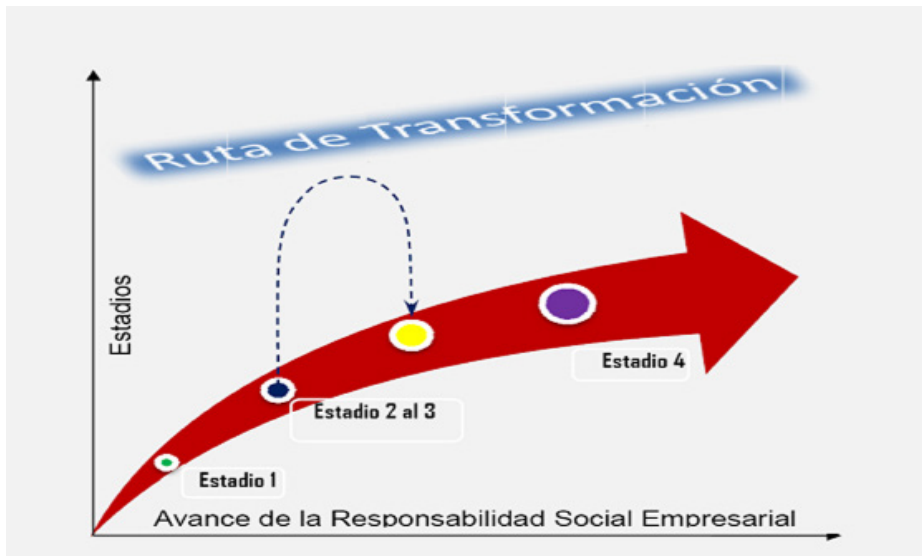 Ruta de Transformación
Estadios
Estadio 4
Estadio 2 al 3
Estadio 1
Avance de la Responsabilidad Social Empresarial